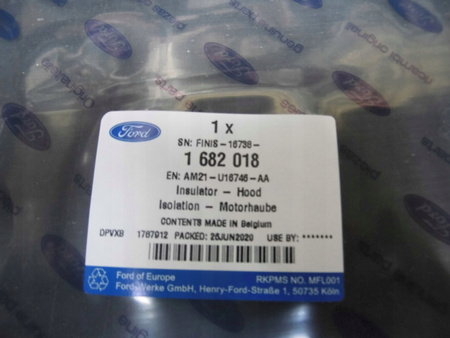 Ford
1 x
SN: FINIS-16738-
1 682 018
EN: AM21-U16746-AA
Insulator - Hood
Isolation - Motorhaube
CONTENTS MADE IN Belgium
DPVXB 1767912 PACKED: 26JUN2020 USE BY: *******
Ford of Europe RKPMS NO. MFL001
Ford-Werke GmbH, Henry-Ford-Straße 1, 50735 Köln